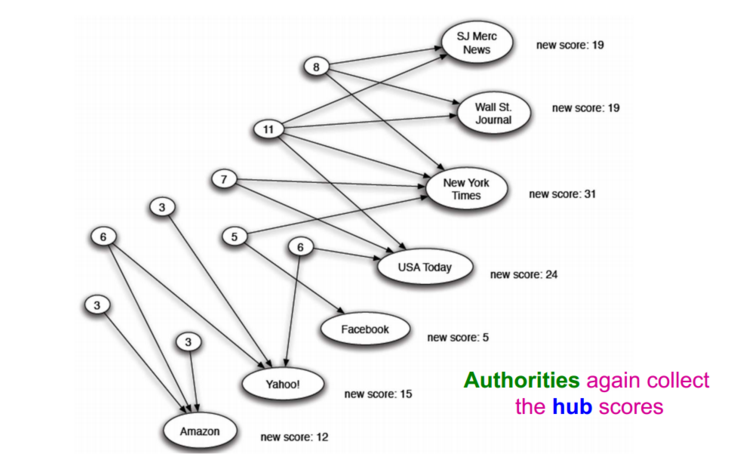 SJ Merc
News
new score: 19
8
Wall St.
Journal
new score: 19
11
7
New York
Times
new score: 31
3
6
5
6
USA Today
new score: 24
3
Facebook
new score: 5
3
Yahoo!
new score: 15
Authorities again collect
the hub scores
Amazon
new score: 12